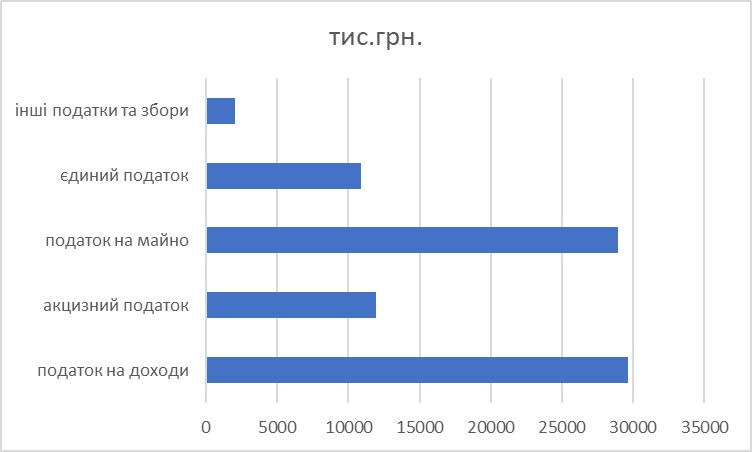 тис.грн.
інші податки та збори
єдиний податок
податок на майно
акцизний податок
податок на доходи
0 5000 10000 15000 20000 25000 30000 35000